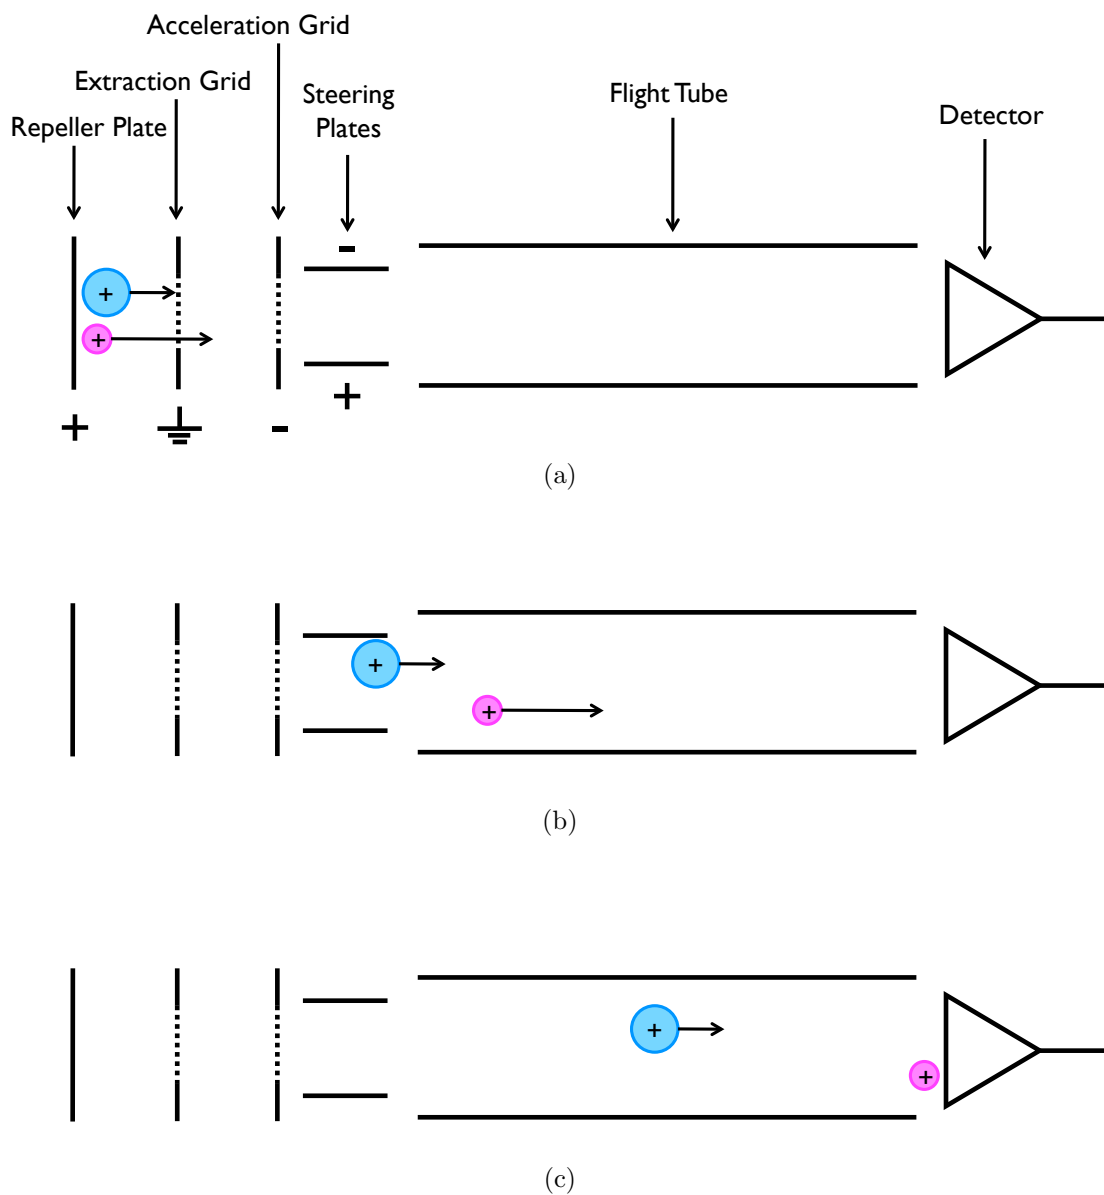 Acceleration Grid
Extraction Grid
Repeller Plate
Steering
Plates
Flight Tube
Detector
+
+
-
+
+
-
(a)
+
+
(b)
+
+
(c)